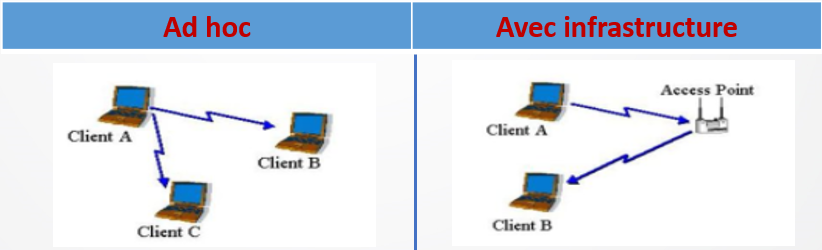 Ad hoc
Avec infrastructure
Client A
Client B
Client C
Access Point
Client A
Client B